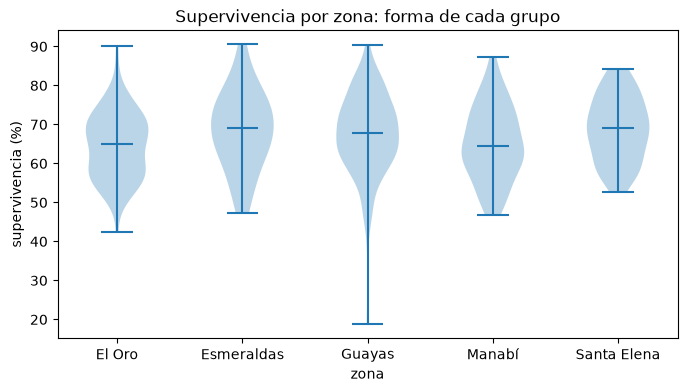 Supervivencia por zona: forma de cada grupo
supervivencia (%)
90
80
70
60
50
40
30
20
El Oro Esmeraldas Guayas Manabí Santa Elena
zona